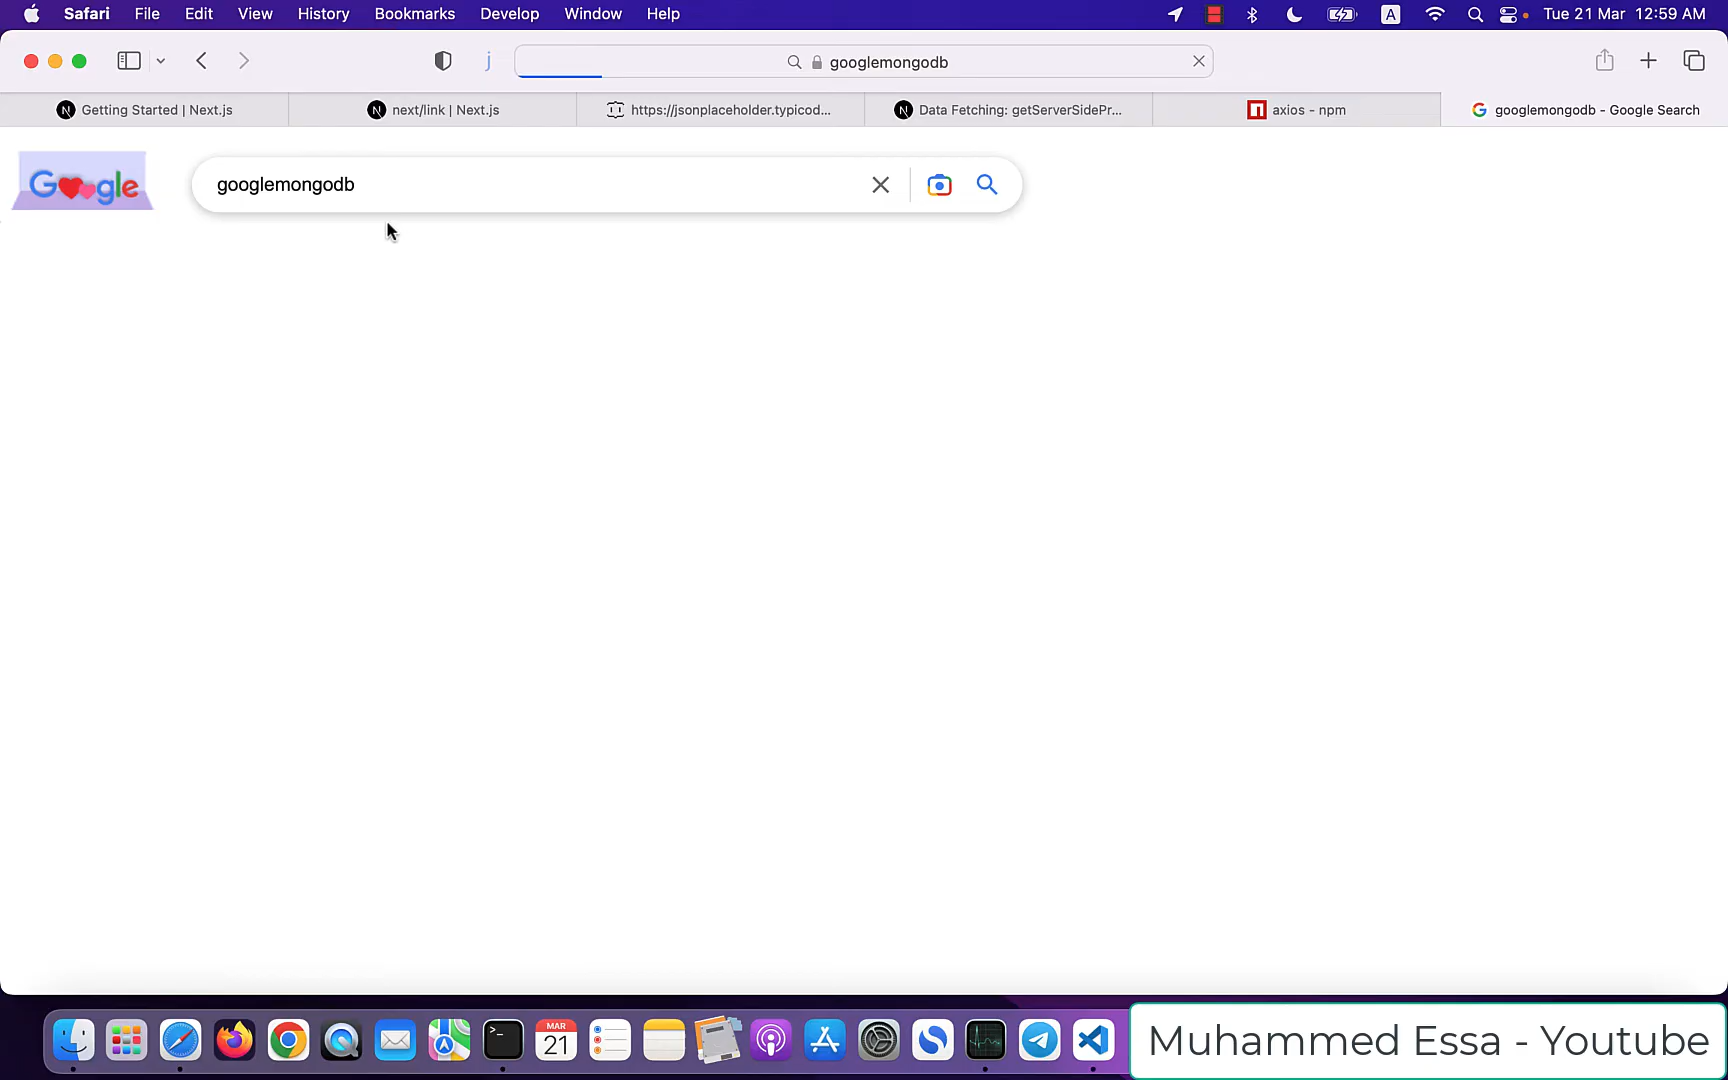 Safari File Edit View History Bookmarks Develop Window Help A Tue 21 Mar 12:59 AM
j googlemongodb
N Getting Started | Next.js N next/link | Next.js https://jsonplaceholder.typicod... N Data Fetching: getServerSidePr... axios - npm G googlemongodb - Google Search
Google googlemongodb
MAR
21
>_
Muhammed Essa - Youtube